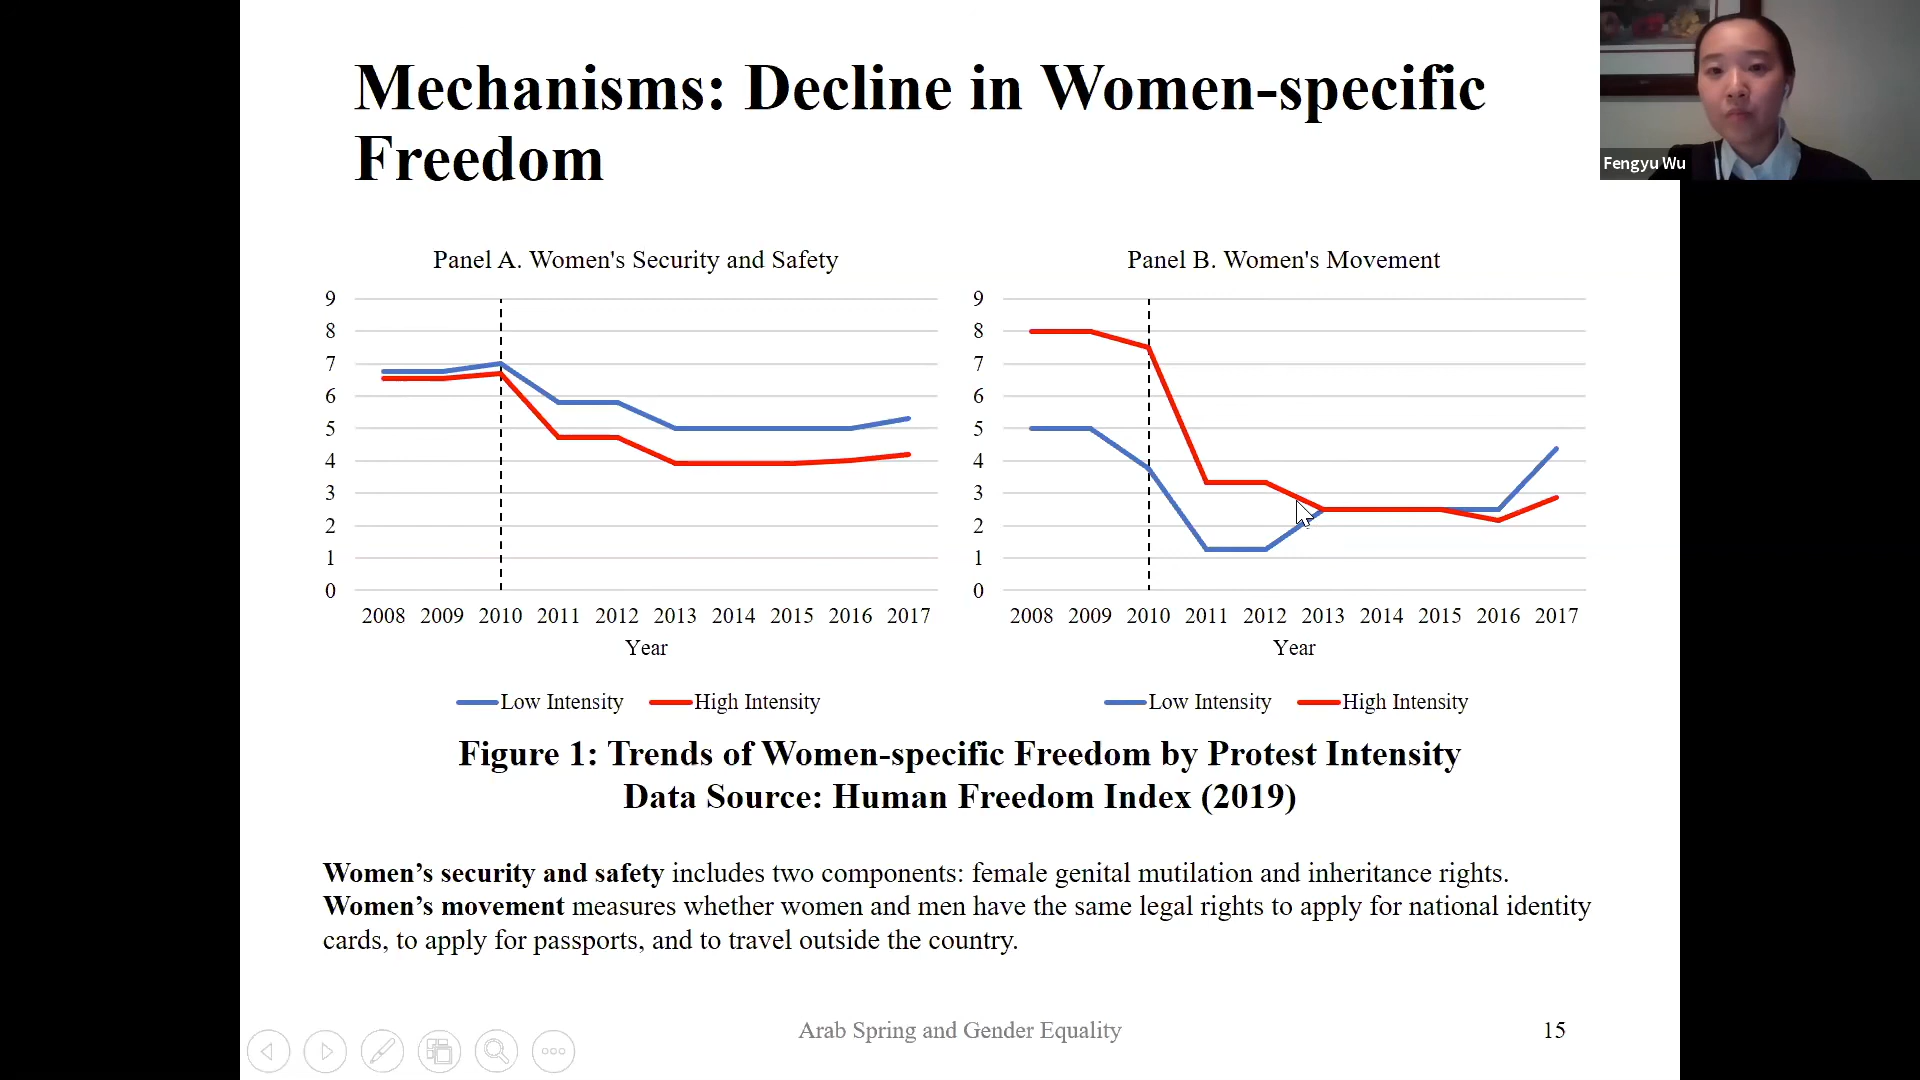 Mechanisms: Decline in Women-specific
Freedom
Fengyu Wu
Panel A. Women's Security and Safety
9
8
7
6
5
4
3
2
1
0
2008 2009 2010 2011 2012 2013 2014 2015 2016 2017
Year
Low Intensity High Intensity
Panel B. Women's Movement
9
8
7
6
5
4
3
2
1
0
2008 2009 2010 2011 2012 2013 2014 2015 2016 2017
Year
Low Intensity High Intensity
Figure 1: Trends of Women-specific Freedom by Protest Intensity
Data Source: Human Freedom Index (2019)
Women’s security and safety includes two components: female genital mutilation and inheritance rights.
Women’s movement measures whether women and men have the same legal rights to apply for national identity
cards, to apply for passports, and to travel outside the country.
Arab Spring and Gender Equality
15